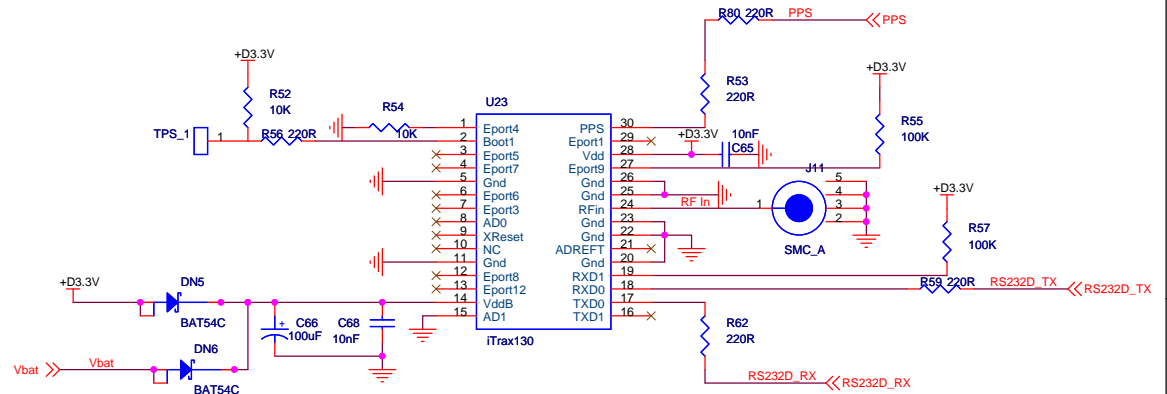 R80 220R
PPS
PPS
+D3.3V
R52
10K
R54
10K
U23
R53
220R
+D3.3V
R55
100K
TPS_1
1
R56 220R
1
Eport4
PPS
30
2
Boot1
Eport1
29
+D3.3V
10nF
C65
3
Eport5
Vdd
28
4
Eport7
Eport9
27
5
Gnd
Gnd
26
6
Eport6
Gnd
25
7
Eport3
RFin
24
RF In
8
AD0
Gnd
23
9
XReset
Gnd
22
10
NC
ADREFT
21
11
Gnd
Gnd
20
12
Eport8
RXD1
19
13
Eport12
RXD0
18
14
VddB
TXD0
17
15
AD1
TXD1
16
iTrax130
J11
1
5
4
3
2
SMC_A
+D3.3V
R57
100K
R59 220R
RS232D_TX
RS232D_TX
+D3.3V
DN5
BAT54C
C66
100uF
+
C68
10nF
R62
220R
DN6
BAT54C
Vbat
Vbat
RS232D_RX
RS232D_RX